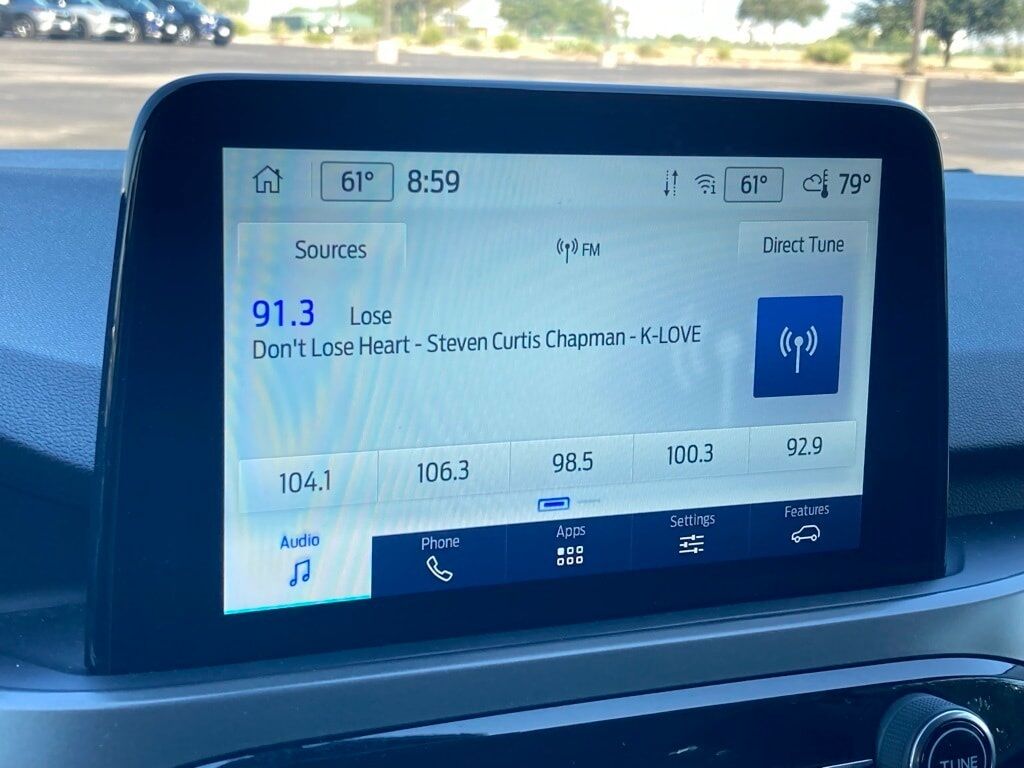 61° 8:59 61° 79°
Sources FM Direct Tune
91.3 Lose
Don't Lose Heart - Steven Curtis Chapman - K-LOVE
104.1 106.3 98.5 100.3 92.9
Audio Phone Apps Settings Features
TUNE